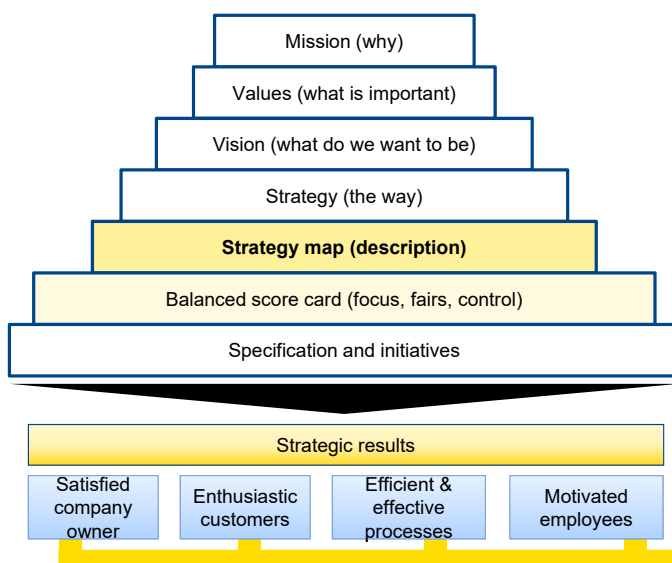 Mission (why)
Values (what is important)
Vision (what do we want to be)
Strategy (the way)
Strategy map (description)
Balanced score card (focus, fairs, control)
Specification and initiatives
Strategic results
Satisfied
company
owner
Enthusiastic
customers
Efficient &
effective
processes
Motivated
employees